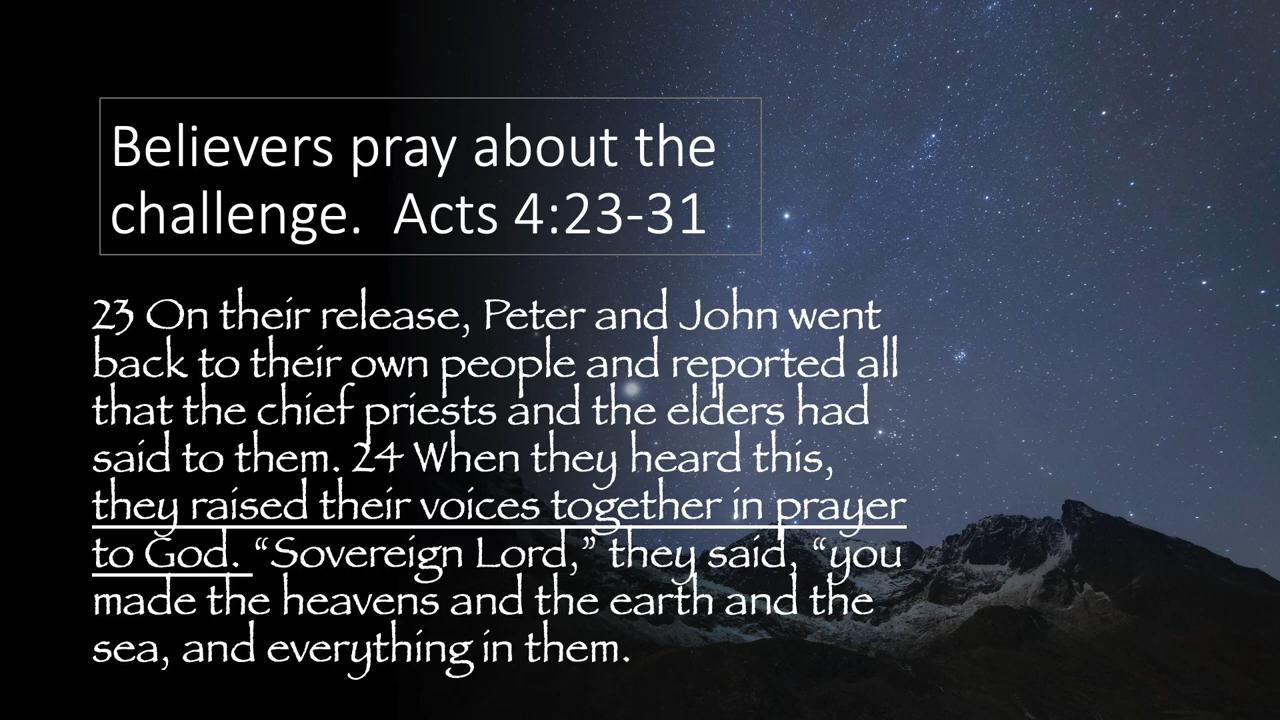 Believers pray about the
challenge.  Acts 4:23-31
23 On their release, Peter and John went
back to their own people and reported all
that the chief priests and the elders had
said to them. 24 When they heard this,
they raised their voices together in prayer
to God. “Sovereign Lord,” they said, “you
made the heavens and the earth and the
sea, and everything in them.